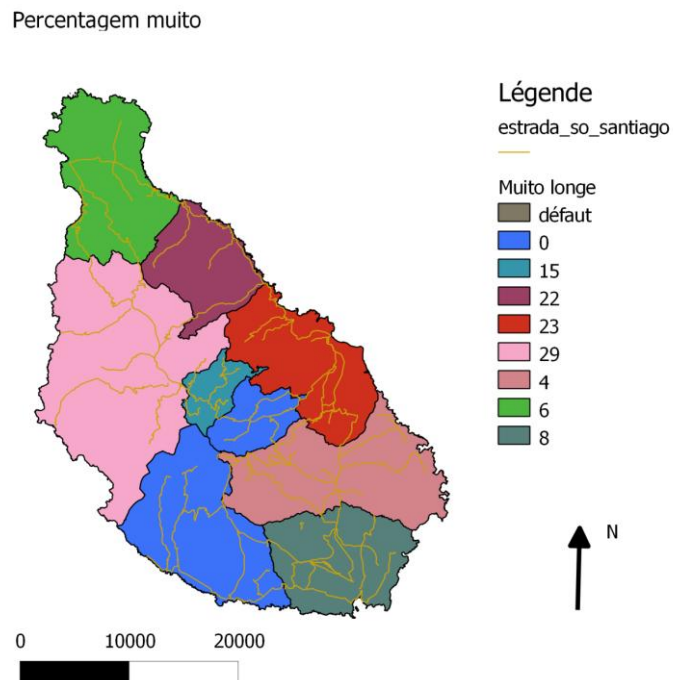 Percentagem muito
Légende
estrada_so_santiago
Muito longe
défaut
0
15
22
23
29
4
6
8
N
0 10000 20000